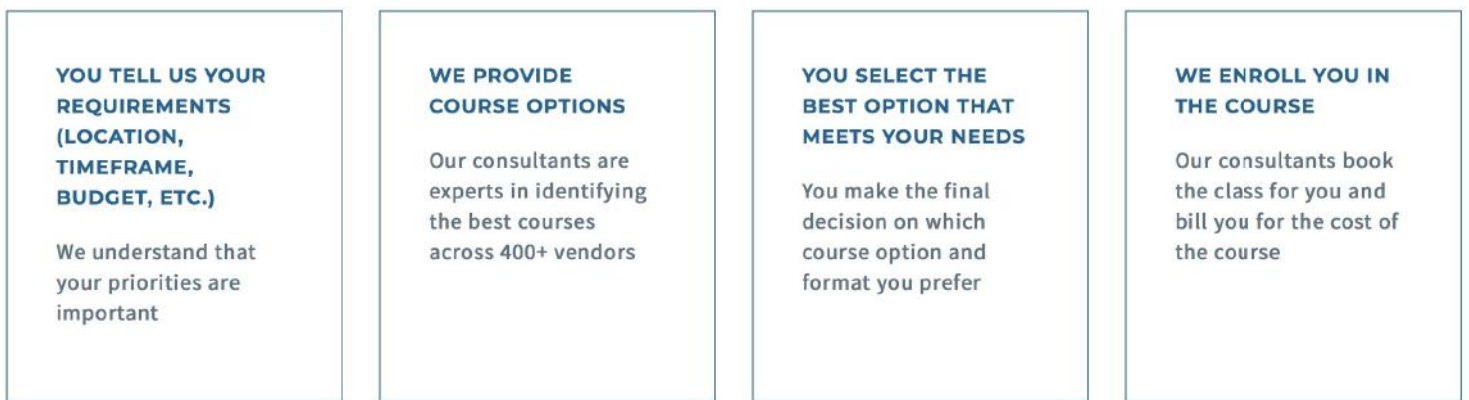 YOU TELL US YOUR
REQUIREMENTS
(LOCATION,
TIMEFRAME,
BUDGET, ETC.)
We understand that
your priorities are
important
WE PROVIDE
COURSE OPTIONS
Our consultants are
experts in identifying
the best courses
across 400+ vendors
YOU SELECT THE
BEST OPTION THAT
MEETS YOUR NEEDS
You make the final
decision on which
course option and
format you prefer
WE ENROLL YOU IN
THE COURSE
Our consultants book
the class for you and
bill you for the cost of
the course